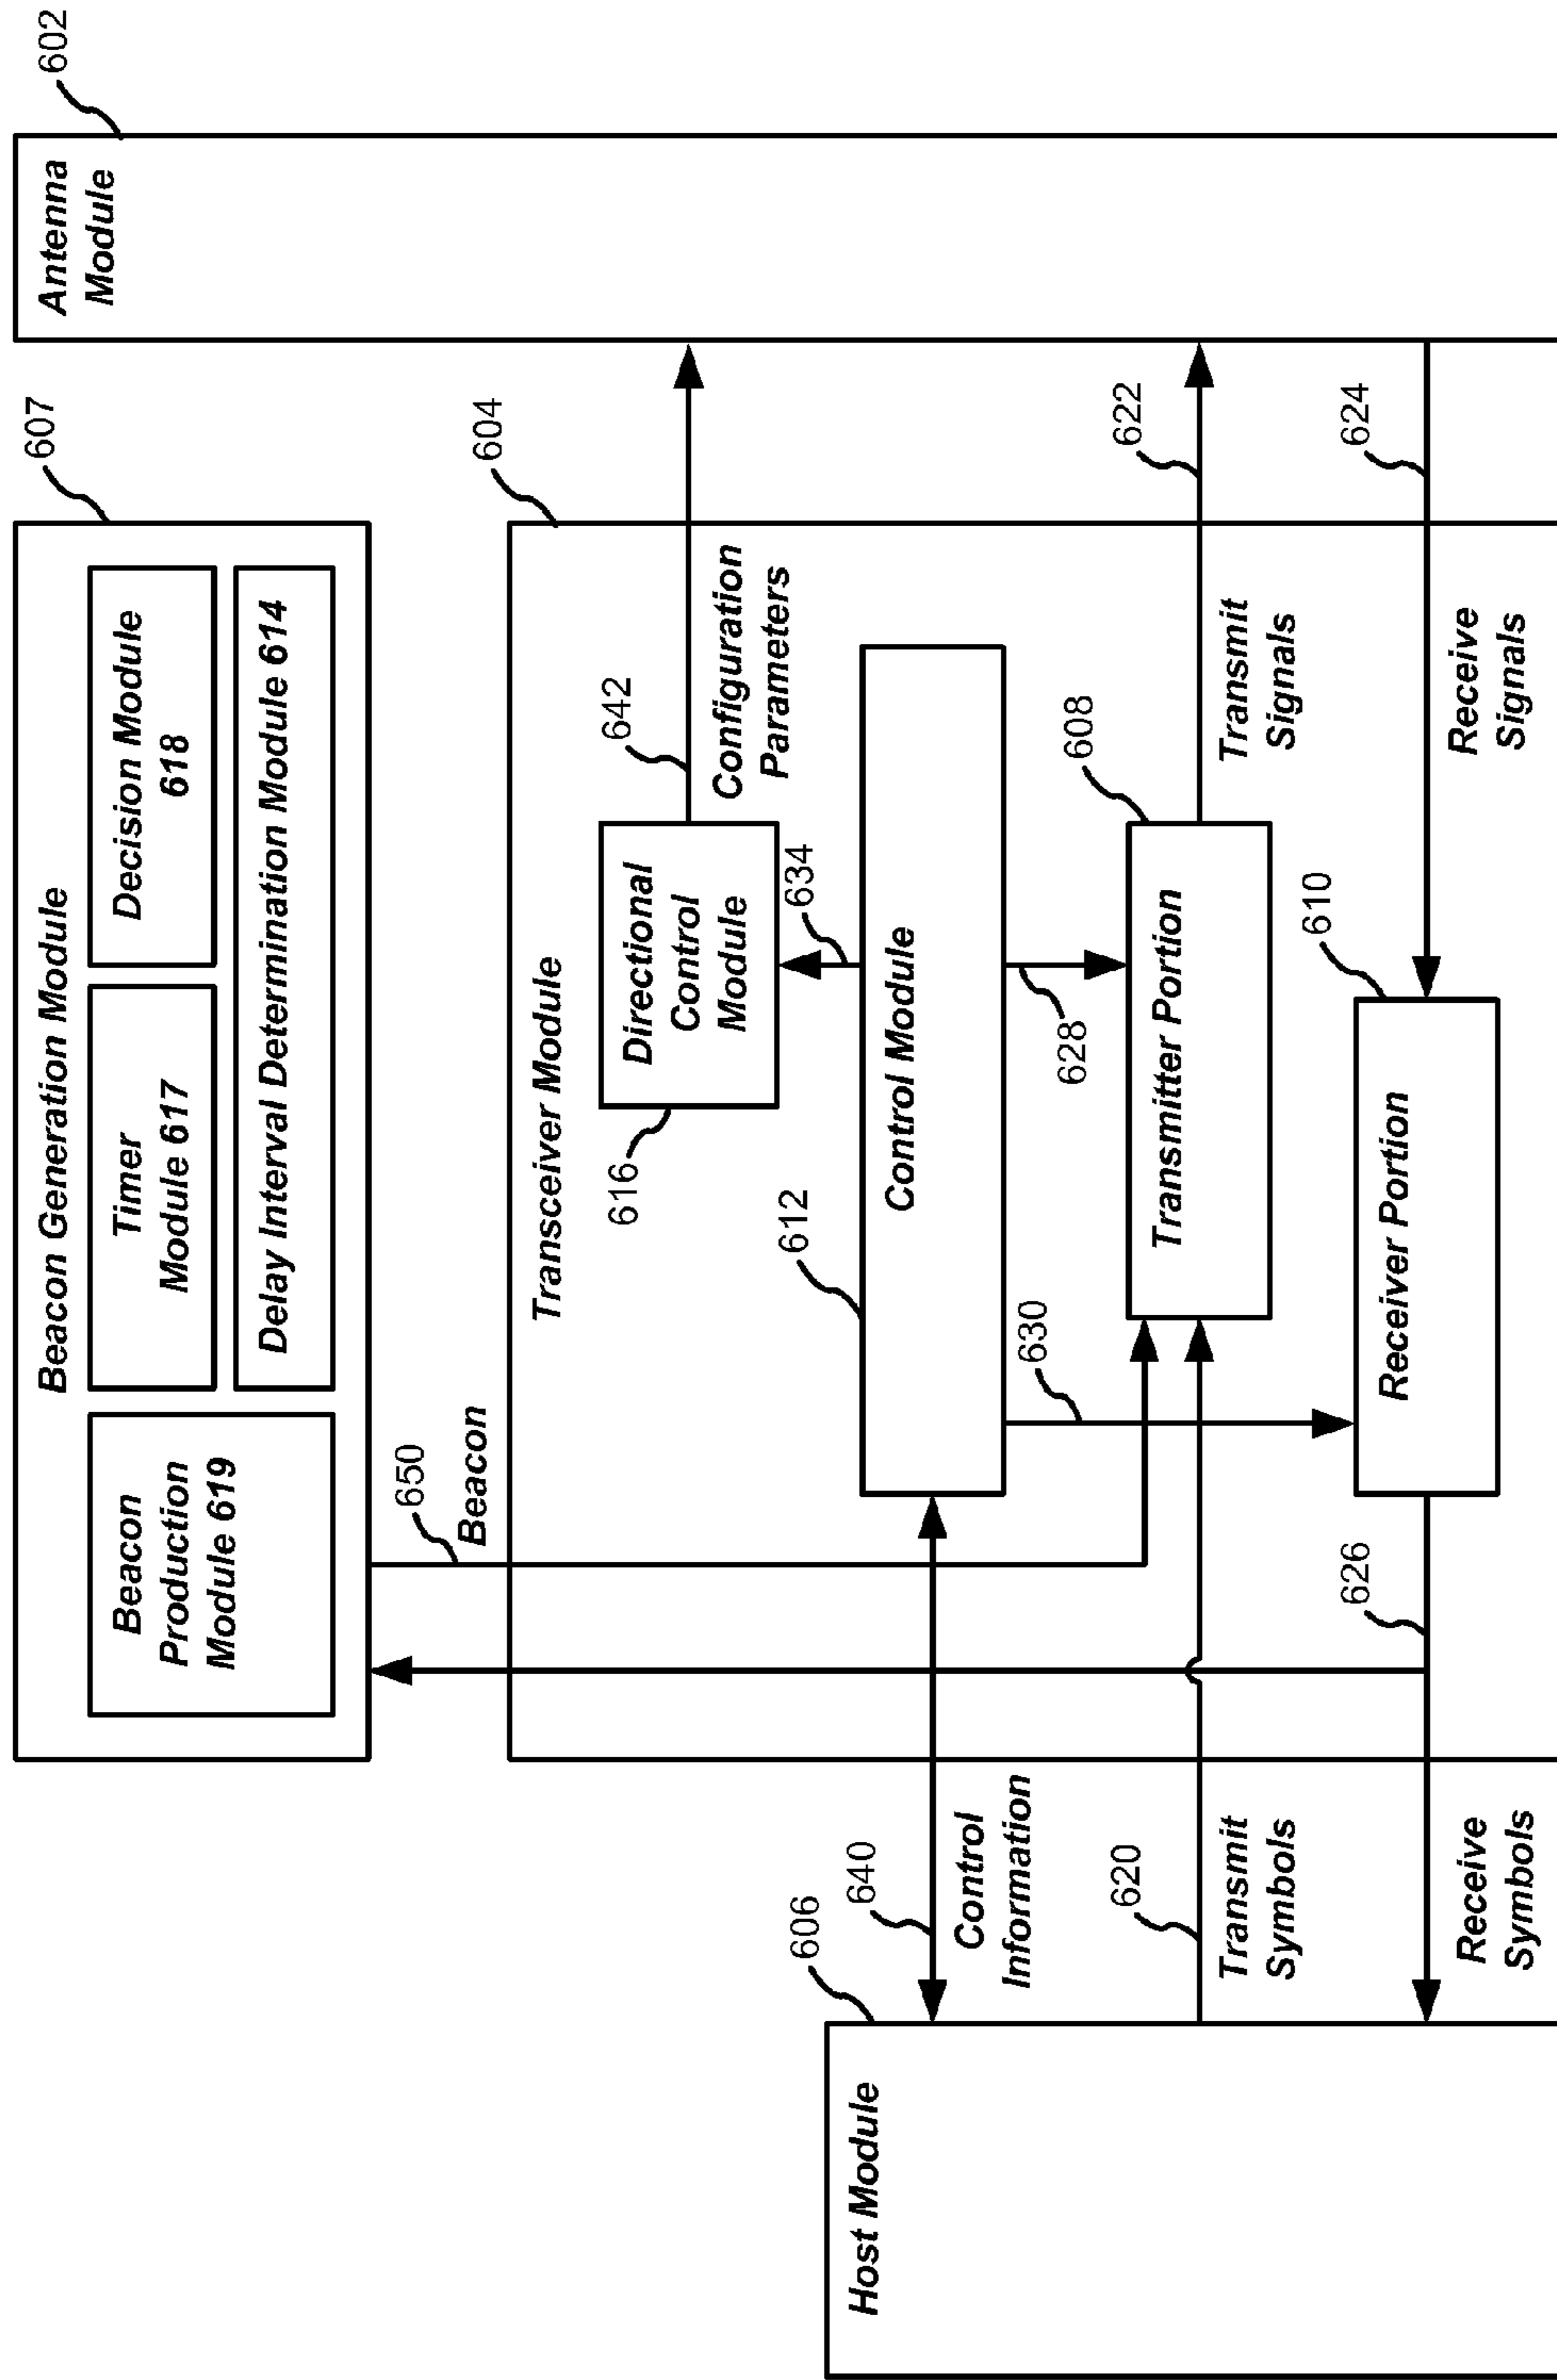 Beacon Generation Module
607
Beacon
Production
Module 619
Timer
Module 617
Decision Module
618
Delay Interval Determination Module 614
Antenna
Module
602
650
Beacon
Transceiver Module
604
616
Directional
Control
Module
642
Configuration
Parameters
634
612
Control Module
606
Host Module
640
Control
Information
630
628
608
Transmitter Portion
620
Transmit
Symbols
622
Transmit
Signals
610
Receiver Portion
626
Receive
Symbols
624
Receive
Signals